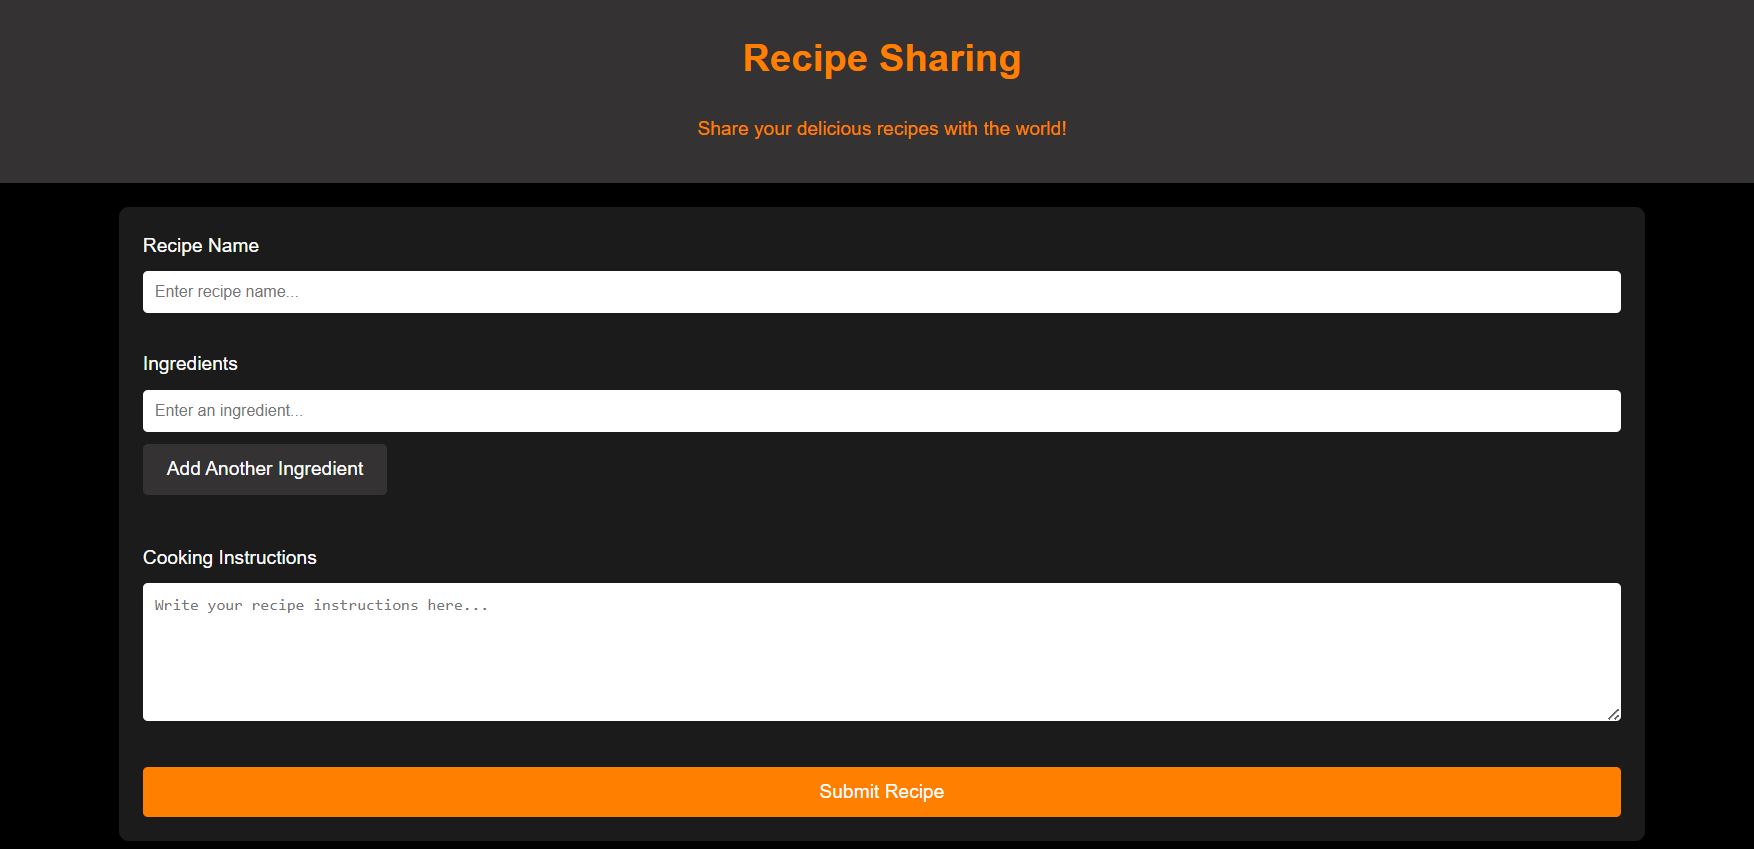 Recipe Sharing
Share your delicious recipes with the world!
Recipe Name
Enter recipe name...
Ingredients
Enter an ingredient...
Add Another Ingredient
Cooking Instructions
Write your recipe instructions here...
Submit Recipe